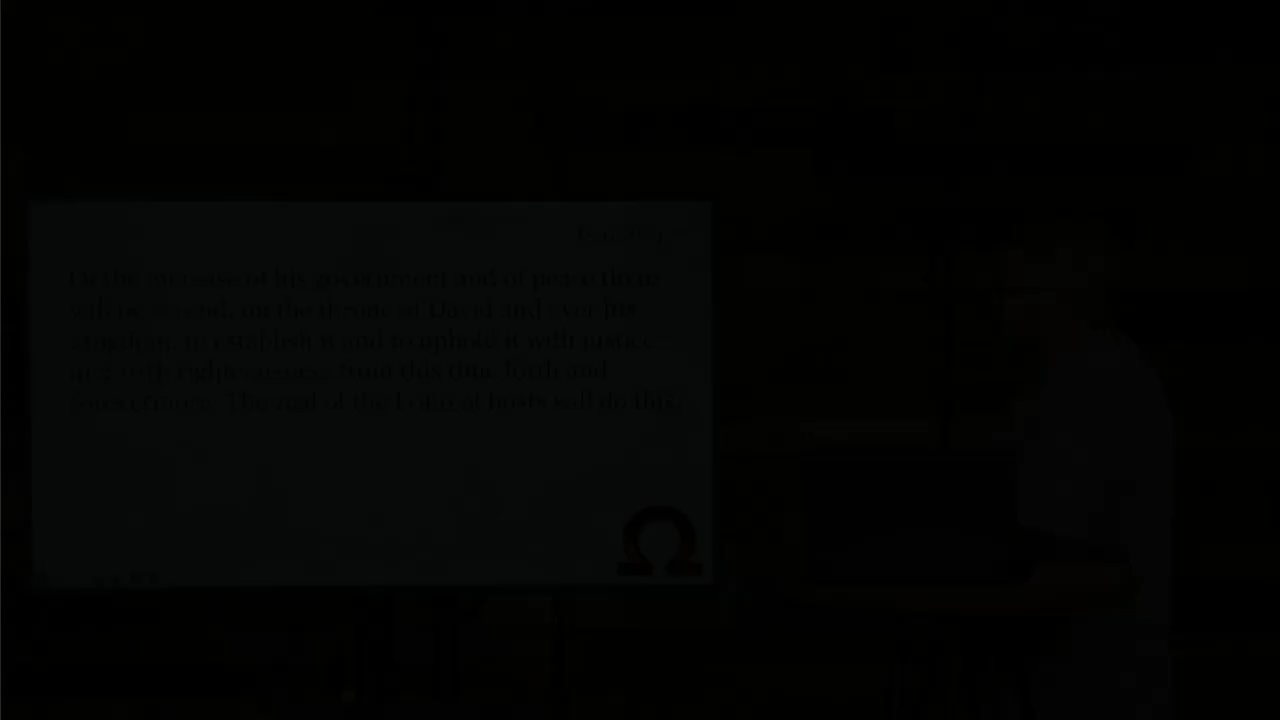 Of the increase of his government and of peace there
will be no end, on the throne of David and over his
kingdom, to establish it and to uphold it with justice
and with righteousness from this time forth and
forevermore. The zeal of the Lord of hosts will do this.
Ω